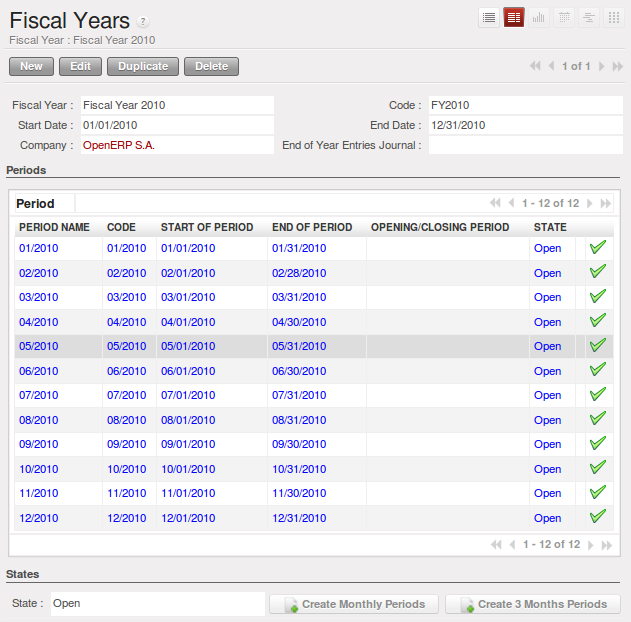 Fiscal Years ?
Fiscal Year : Fiscal Year 2010
New Edit Duplicate Delete 1 of 1
Fiscal Year : Fiscal Year 2010 Code : FY2010
Start Date : 01/01/2010 End Date : 12/31/2010
Company : OpenERP S.A. End of Year Entries Journal :
Periods
Period 1 - 12 of 12
PERIOD NAME CODE START OF PERIOD END OF PERIOD OPENING/CLOSING PERIOD STATE
01/2010 01/2010 01/01/2010 01/31/2010 Open
02/2010 02/2010 02/01/2010 02/28/2010 Open
03/2010 03/2010 03/01/2010 03/31/2010 Open
04/2010 04/2010 04/01/2010 04/30/2010 Open
05/2010 05/2010 05/01/2010 05/31/2010 Open
06/2010 06/2010 06/01/2010 06/30/2010 Open
07/2010 07/2010 07/01/2010 07/31/2010 Open
08/2010 08/2010 08/01/2010 08/31/2010 Open
09/2010 09/2010 09/01/2010 09/30/2010 Open
10/2010 10/2010 10/01/2010 10/31/2010 Open
11/2010 11/2010 11/01/2010 11/30/2010 Open
12/2010 12/2010 12/01/2010 12/31/2010 Open
1 - 12 of 12
States
State : Open Create Monthly Periods Create 3 Months Periods